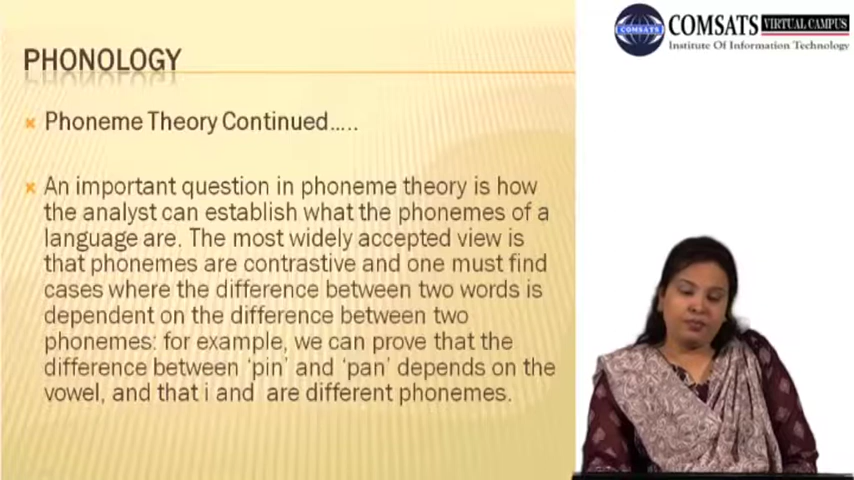 PHONOLOGY
Phoneme Theory Continued…..
An important question in phoneme theory is how
the analyst can establish what the phonemes of a
language are. The most widely accepted view is
that phonemes are contrastive and one must find
cases where the difference between two words is
dependent on the difference between two
phonemes: for example, we can prove that the
difference between ‘pin’ and ‘pan’ depends on the
vowel, and that i and  are different phonemes.
COMSATS
COMSATS VIRTUAL CAMPUS
Institute Of Information Technology